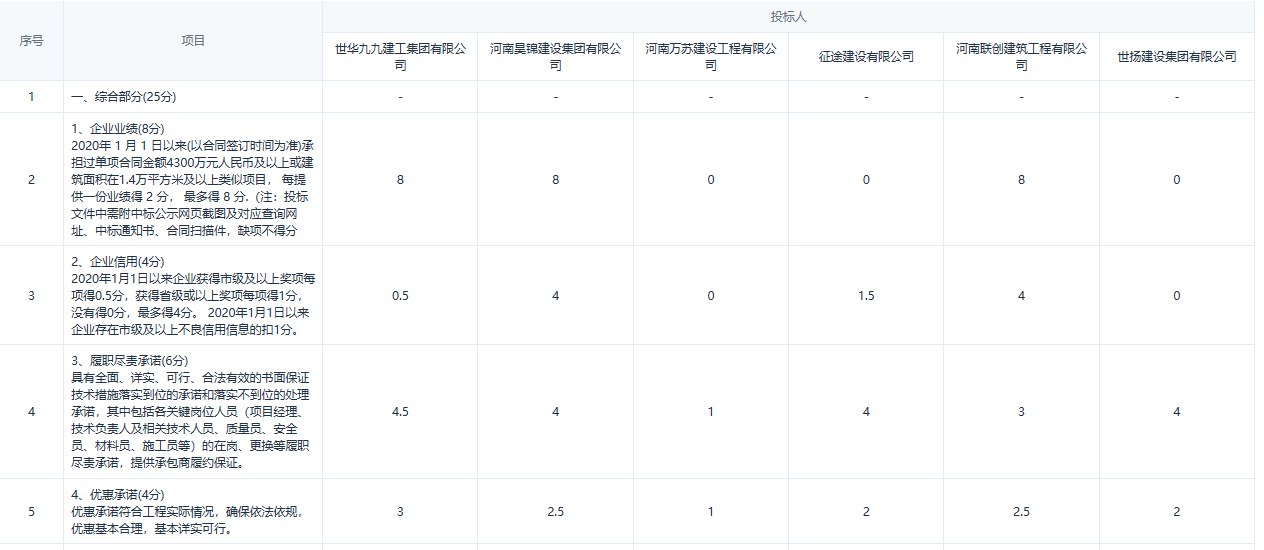 序号
项目
投标人
世华九九建工集团有限公
司
河南昊锦建设集团有限公
司
河南万苏建设工程有限公
司
征途建设有限公司
河南联创建筑工程有限公
司
世扬建设集团有限公司
1
一、综合部分(25分)
-
-
-
-
-
-
2
1、企业业绩(8分)
2020年 1 月 1 日以来(以合同签订时间为准)承
担过单项合同金额4300万元人民币及以上或建
筑面积在1.4万平方米及以上类似项目， 每提
供一份业绩得 2 分， 最多得 8 分.（注：投标
文件中需附中标公示网页截图及对应查询网
址、中标通知书、合同扫描件，缺项不得分
8
8
0
0
8
0
3
2、企业信用(4分)
2020年1月1日以来企业获得市级及以上奖项每
项得0.5分，获得省级或以上奖项每项得1分，
没有得0分，最多得4分。 2020年1月1日以来
企业存在市级及以上不良信用信息的扣1分。
0.5
4
0
1.5
4
0
4
3、履职尽责承诺(6分)
具有全面、详实、可行、合法有效的书面保证
技术措施落实到位的承诺和落实不到位的处理
承诺，其中包括各关键岗位人员（项目经理、
技术负责人及相关技术人员、质量员、安全
员、材料员、施工员等）的在岗、更换等履职
尽责承诺，提供承包商履约保证。
4.5
4
1
4
3
4
5
4、优惠承诺(4分)
优惠承诺符合工程实际情况，确保依法依规，
优惠基本合理，基本详实可行。
3
2.5
1
2
2.5
2